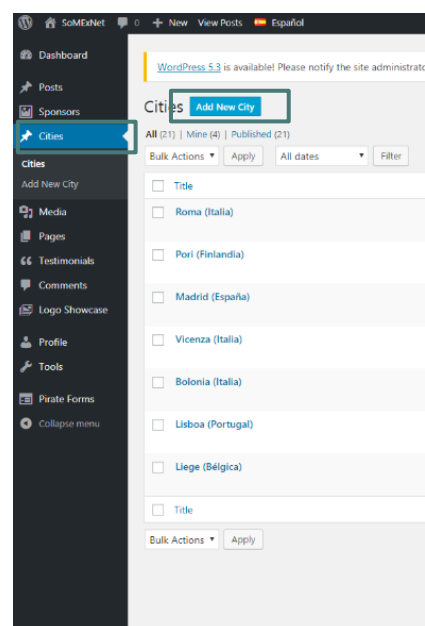 SoMExNet 0 + New View Posts Español
Dashboard
Posts
Sponsors
Cities
Cities
Add New City
Media
Pages
Testimonials
Comments
Logo Showcase
Profile
Tools
Pirate Forms
Collapse menu
WordPress 5.3 is available! Please notify the site administrato
Cities Add New City
All (21) | Mine (4) | Published (21)
Bulk Actions Apply All dates Filter
Title
Roma (Italia)
Pori (Finlandia)
Madrid (España)
Vicenza (Italia)
Bolonia (Italia)
Lisboa (Portugal)
Liege (Bélgica)
Title
Bulk Actions Apply